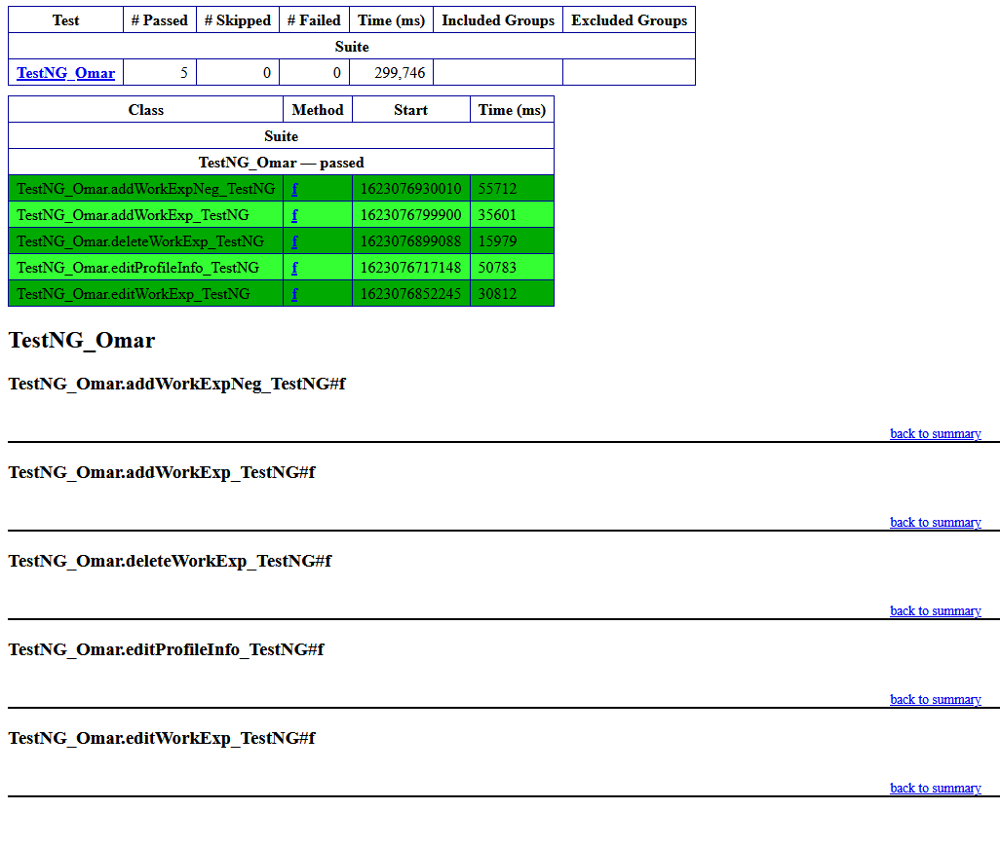 Test # Passed # Skipped # Failed Time (ms) Included Groups Excluded Groups
Suite
TestNG_Omar 5 0 0 299,746
Class Method Start Time (ms)
Suite
TestNG_Omar — passed
TestNG_Omar.addWorkExpNeg_TestNG f 1623076930010 55712
TestNG_Omar.addWorkExp_TestNG f 1623076799900 35601
TestNG_Omar.deleteWorkExp_TestNG f 1623076899088 15979
TestNG_Omar.editProfileInfo_TestNG f 1623076717148 50783
TestNG_Omar.editWorkExp_TestNG f 1623076852245 30812
TestNG_Omar
TestNG_Omar.addWorkExpNeg_TestNG#f
back to summary
TestNG_Omar.addWorkExp_TestNG#f
back to summary
TestNG_Omar.deleteWorkExp_TestNG#f
back to summary
TestNG_Omar.editProfileInfo_TestNG#f
back to summary
TestNG_Omar.editWorkExp_TestNG#f
back to summary